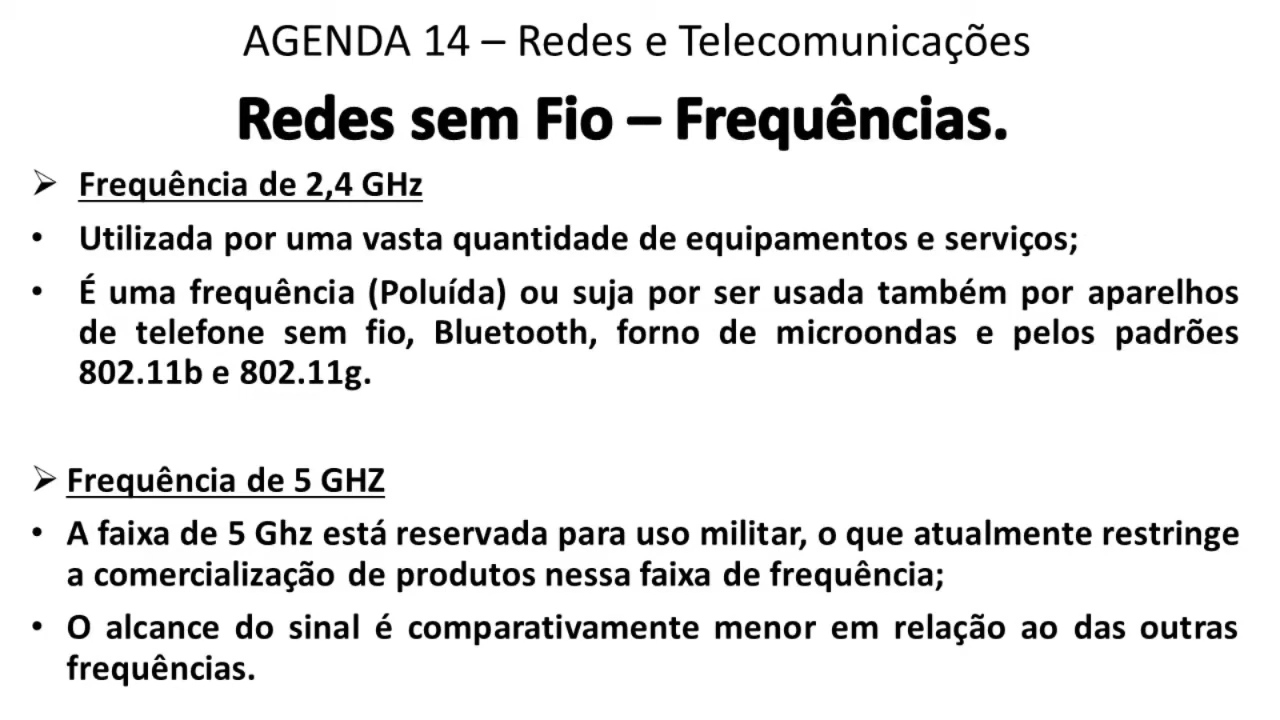 AGENDA 14 – Redes e Telecomunicações
Redes sem Fio – Frequências.
➢ Frequência de 2,4 GHz
• Utilizada por uma vasta quantidade de equipamentos e serviços;
• É uma frequência (Poluída) ou suja por ser usada também por aparelhos
de telefone sem fio, Bluetooth, forno de microondas e pelos padrões
802.11b e 802.11g.
➢ Frequência de 5 GHZ
• A faixa de 5 Ghz está reservada para uso militar, o que atualmente restringe
a comercialização de produtos nessa faixa de frequência;
• O alcance do sinal é comparativamente menor em relação ao das outras
frequências.